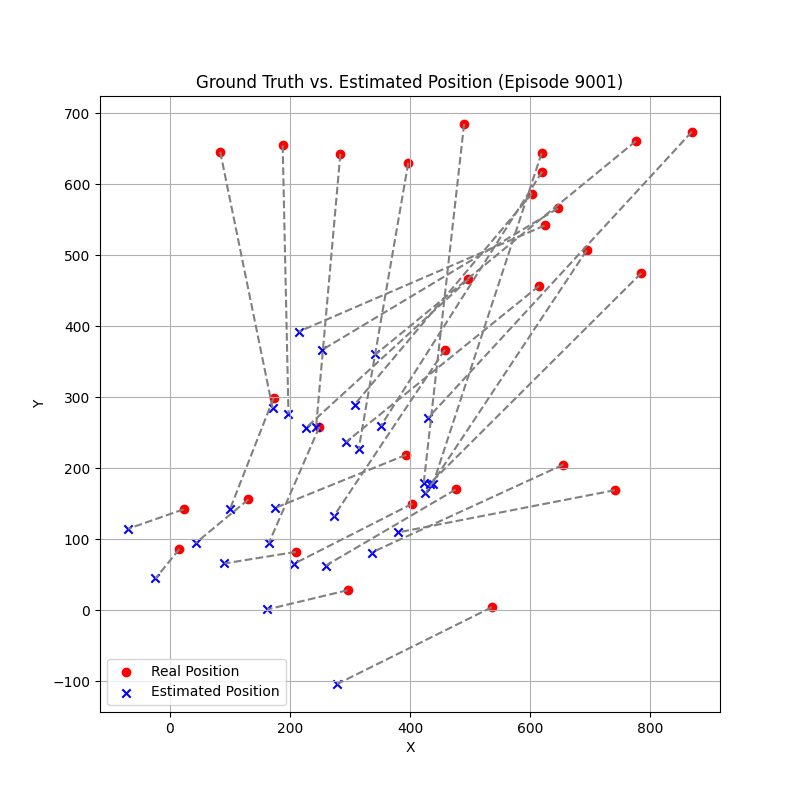 Ground Truth vs. Estimated Position (Episode 9001)
700
600
500
400
300
200
100
0
−100
Y
Real Position
Estimated Position
0 200 400 600 800
X